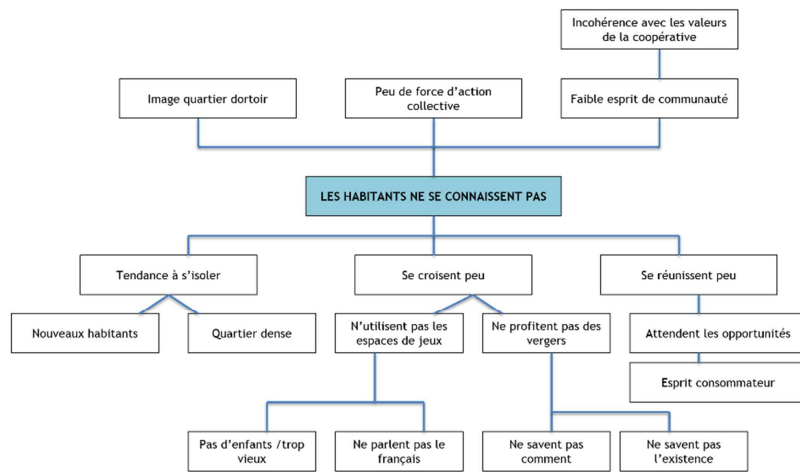 Incohérence avec les valeurs
de la coopérative
Image quartier dortoir
Peu de force d'action
collective
Faible esprit de communauté
LES HABITANTS NE SE CONNAISSENT PAS
Tendance à s'isoler
Se croisent peu
Se réunissent peu
Nouveaux habitants
Quartier dense
N'utilisent pas les
espaces de jeux
Ne profitent pas des
vergers
Attendent les opportunités
Esprit consommateur
Pas d'enfants /trop
vieux
Ne parlent pas le
français
Ne savent pas
comment
Ne savent pas
l'existence